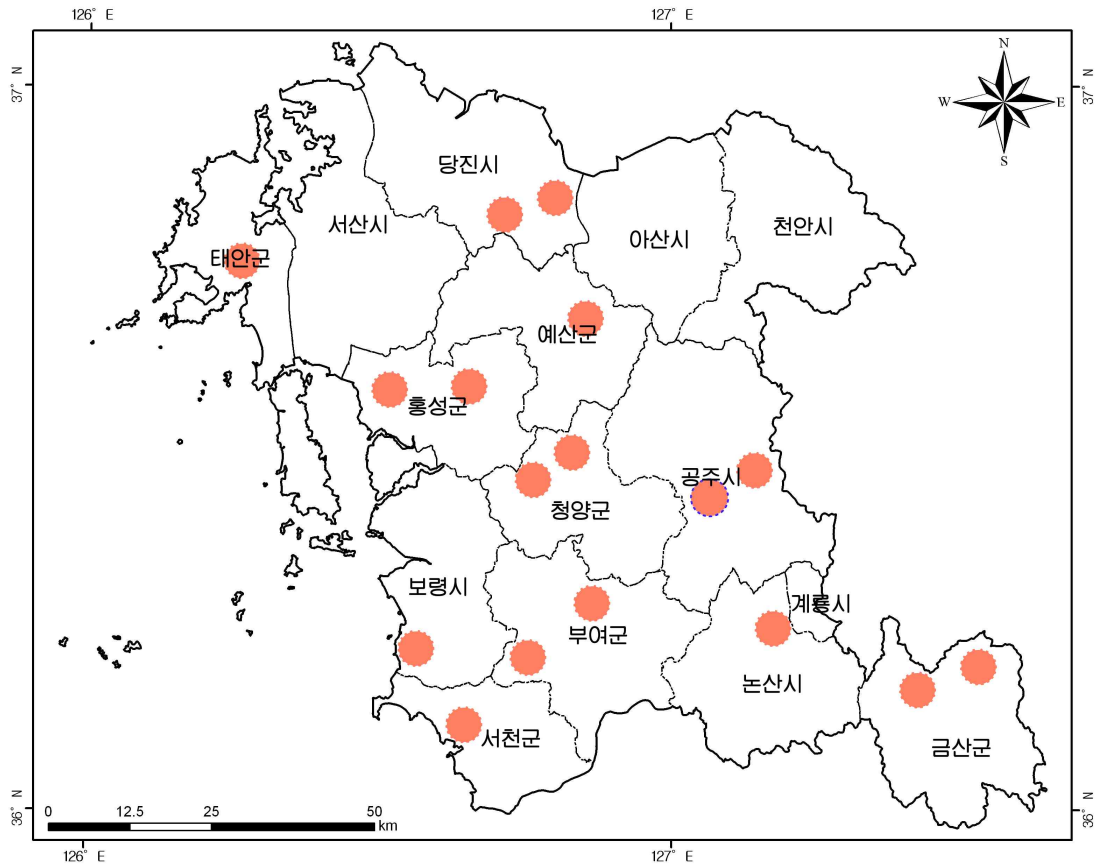 126° E
127° E
37° N
37° N
N
W
E
S
당진시
서산시
아산시
천안시
태안군
예산군
홍성군
공주시
청양군
보령시
계룡시
부여군
논산시
서천군
금산군
0
12.5
25
50
km
36° N
36° N
126° E
127° E